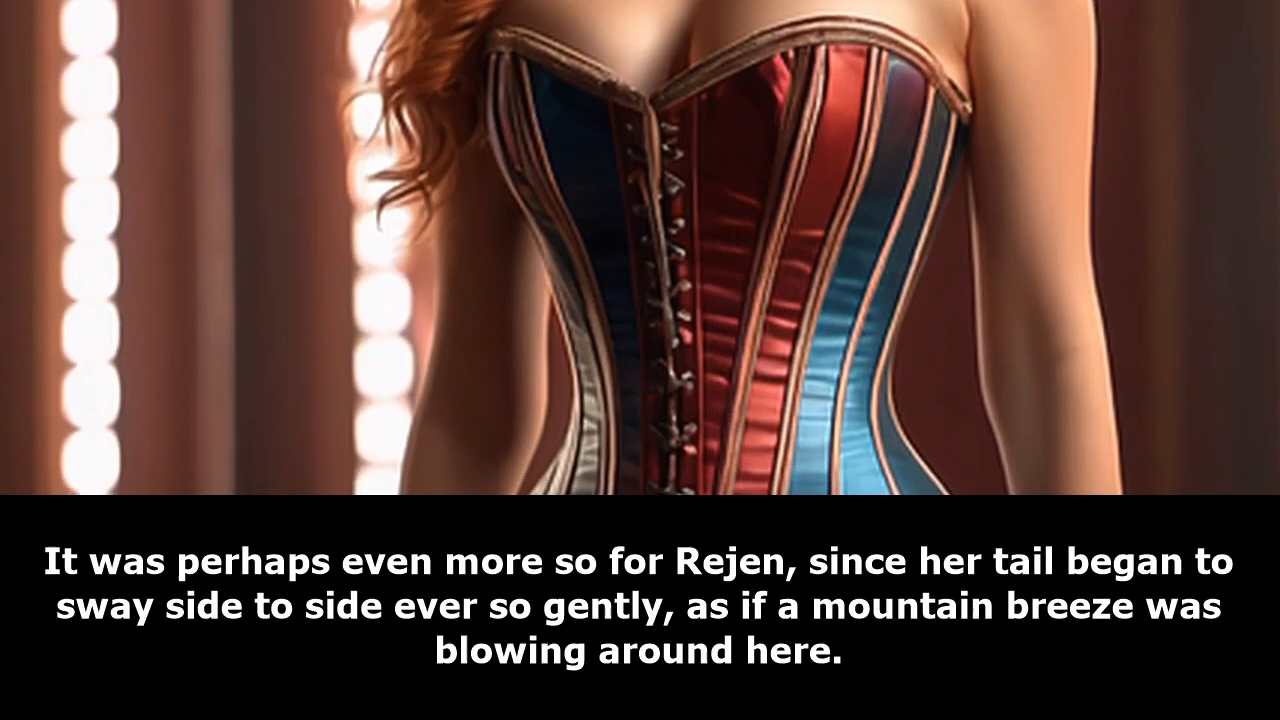 It was perhaps even more so for Rejen, since her tail began to
sway side to side ever so gently, as if a mountain breeze was
blowing around here.